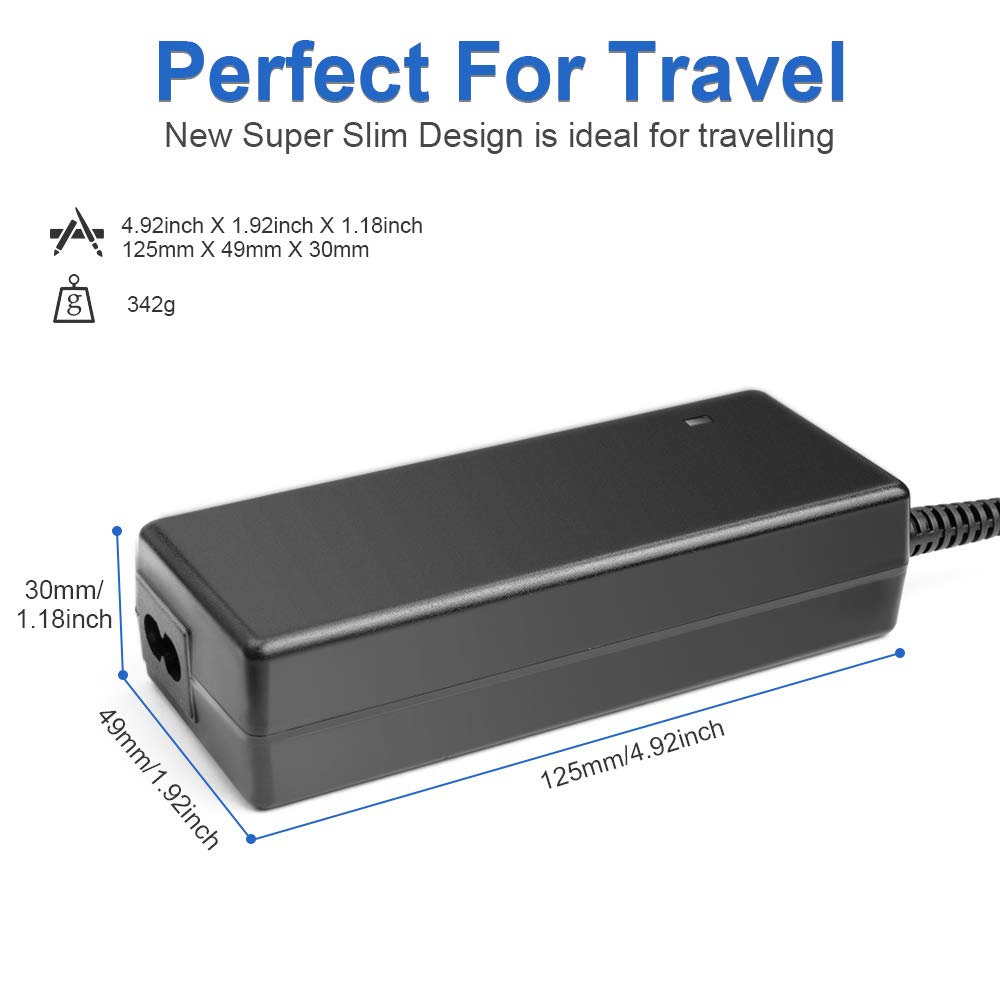 Perfect For Travel
New Super Slim Design is ideal for travelling
4.92inch X 1.92inch X 1.18inch
125mm X 49mm X 30mm
g
342g
30mm/
1.18inch
49mm/1.92inch
125mm/4.92inch